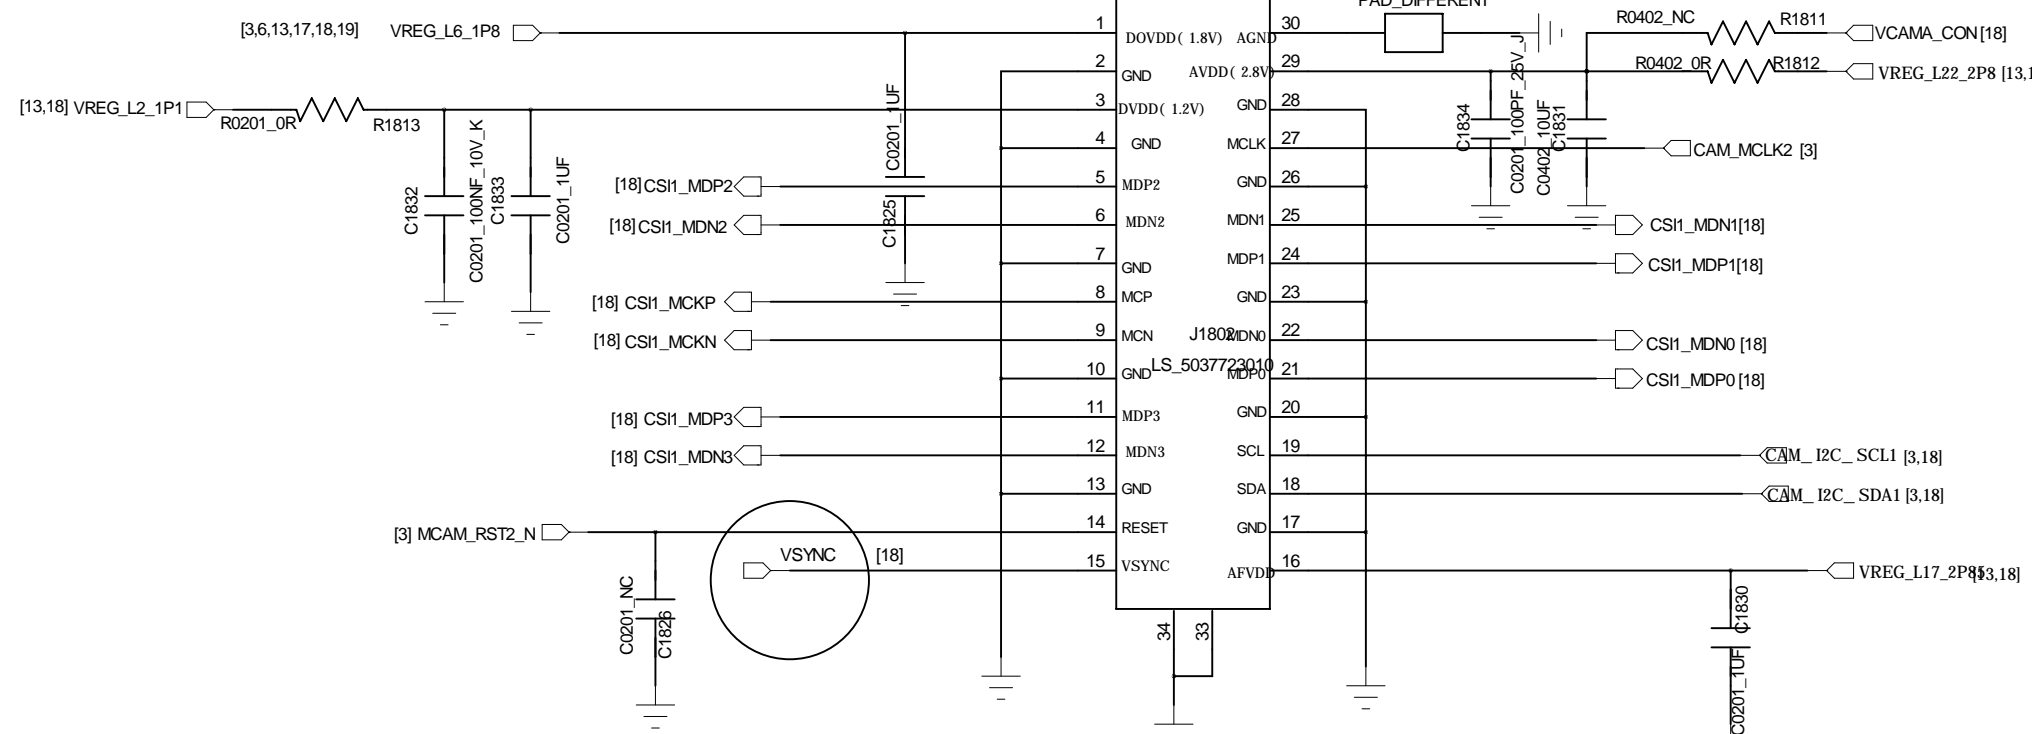 PAD_DIFFERENT
[3,6,13,17,18,19] VREG_L6_1P8
1 DOVDD( 1.8V) AGND 30
R0402_NC R1811 VCAMA_CON[18]
2 GND AVDD( 2.8V) 29
R0402_0R R1812 VREG_L22_2P8 [13,1
[13,18] VREG_L2_1P1 R0201_0R R1813
3 DVDD( 1.2V) GND 28
4 GND MCLK 27
CAM_MCLK2 [3]
C1832 C0201_100NF_10V_K
C1833 C0201_1UF
C0201_1UF C1825
C1834 C0201_100PF_25V_J
C0402_10UF C1831
[18] CSI1_MDP2 5 MDP2 GND 26
[18] CSI1_MDN2 6 MDN2 MDN1 25 CSI1_MDN1[18]
7 GND MDP1 24 CSI1_MDP1[18]
[18] CSI1_MCKP 8 MCP GND 23
[18] CSI1_MCKN 9 MCN MDN0 22 CSI1_MDN0 [18]
J1802
LS_5037723010
10 GND MDP0 21 CSI1_MDP0 [18]
[18] CSI1_MDP3 11 MDP3 GND 20
[18] CSI1_MDN3 12 MDN3 SCL 19 CAM_ I2C_ SCL1 [3,18]
13 GND SDA 18 CAM_ I2C_ SDA1 [3,18]
[3] MCAM_RST2_N 14 RESET GND 17
VSYNC [18] 15 VSYNC AFVDD 16 VREG_L17_2P85 [13,18]
C0201_NC C1826
34 33
C1830
C0201_1UF